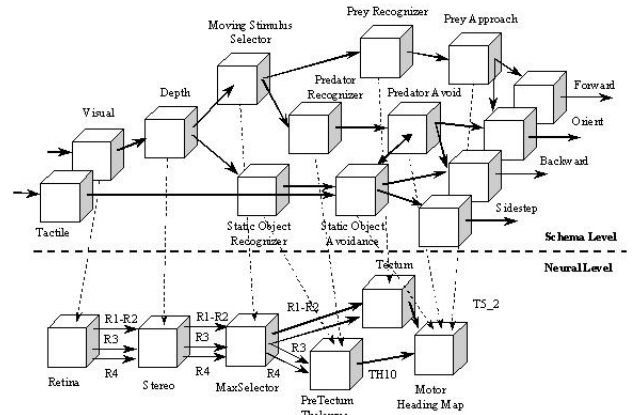 Prey Recognizer
Prey Approach
Moving Stimulus
Selector
Predator
Recognizer
Predator Avoid
Forward
Depth
Visual
Orient
Backward
Sidestep
Tactile
Static Object
Recognizer
Static Object
Avoidance
Schema Level
Neural Level
Tectum
R1-R2
R1-R2
R1-R2
T5_2
R3
R3
R3
R4
R4
R4
TH10
Retina
Stereo
MaxSelector
PreTectum
Motor
Heading Map